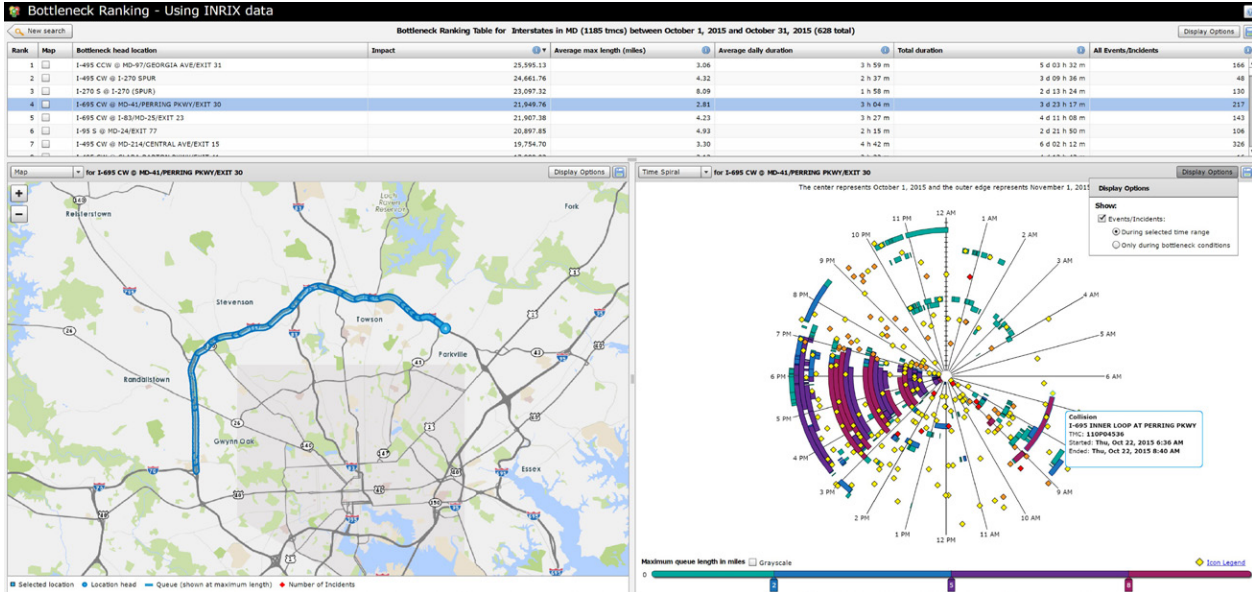 Bottleneck Ranking - Using INRIX data
New search
Bottleneck Ranking Table for Interstates in MD (1185 tmcs) between October 1, 2015 and October 31, 2015 (628 total)
Display Options
Rank Map Bottleneck head location Impact Average max length (miles) Average daily duration Total duration All Events/Incidents
1 I-495 CCW @ MD-97/GEORGIA AVE/EXIT 31 25,595.13 3.06 3 h 59 m 5 d 03 h 32 m 166
2 I-495 CW @ I-270 SPUR 24,661.76 4.32 2 h 37 m 3 d 09 h 36 m 48
3 I-270 S @ I-270 (SPUR) 23,097.32 8.09 1 h 58 m 2 d 13 h 24 m 130
4 I-695 CW @ MD-41/PERRING PKWY/EXIT 30 21,949.76 2.81 3 h 04 m 3 d 23 h 17 m 217
5 I-695 CW @ I-83/MD-25/EXIT 23 21,907.38 4.23 3 h 27 m 4 d 11 h 08 m 143
6 I-95 S @ MD-24/EXIT 77 20,897.85 4.93 2 h 15 m 2 d 21 h 50 m 106
7 I-495 CW @ MD-214/CENTRAL AVE/EXIT 15 19,754.70 3.30 4 h 42 m 6 d 02 h 12 m 326
Map for I-695 CW @ MD-41/PERRING PKWY/EXIT 30 Display Options
+
−
Reisterstown
Loch
Raven
Reservoir
Fork
Stevenson
Towson
Parkville
Randallstown
Gwynn Oak
Essex
Selected location Location head Queue (shown at maximum length) Number of Incidents
Time Spiral for I-695 CW @ MD-41/PERRING PKWY/EXIT 30 Display Options
The center represents October 1, 2015 and the outer edge represents November 1, 2015
Display Options
Show:
Events/Incidents:
During selected time range
Only during bottleneck conditions
12 AM
1 AM
2 AM
3 AM
4 AM
5 AM
6 AM
9 AM
10 AM
11 AM
12 PM
1 PM
2 PM
3 PM
4 PM
5 PM
6 PM
7 PM
8 PM
9 PM
10 PM
11 PM
Collision
I-695 INNER LOOP AT PERRING PKWY
TMC: 110P04536
Started: Thu, Oct 22, 2015 6:36 AM
Ended: Thu, Oct 22, 2015 8:40 AM
Maximum queue length in miles Grayscale
Icon Legend
0 2 5 8